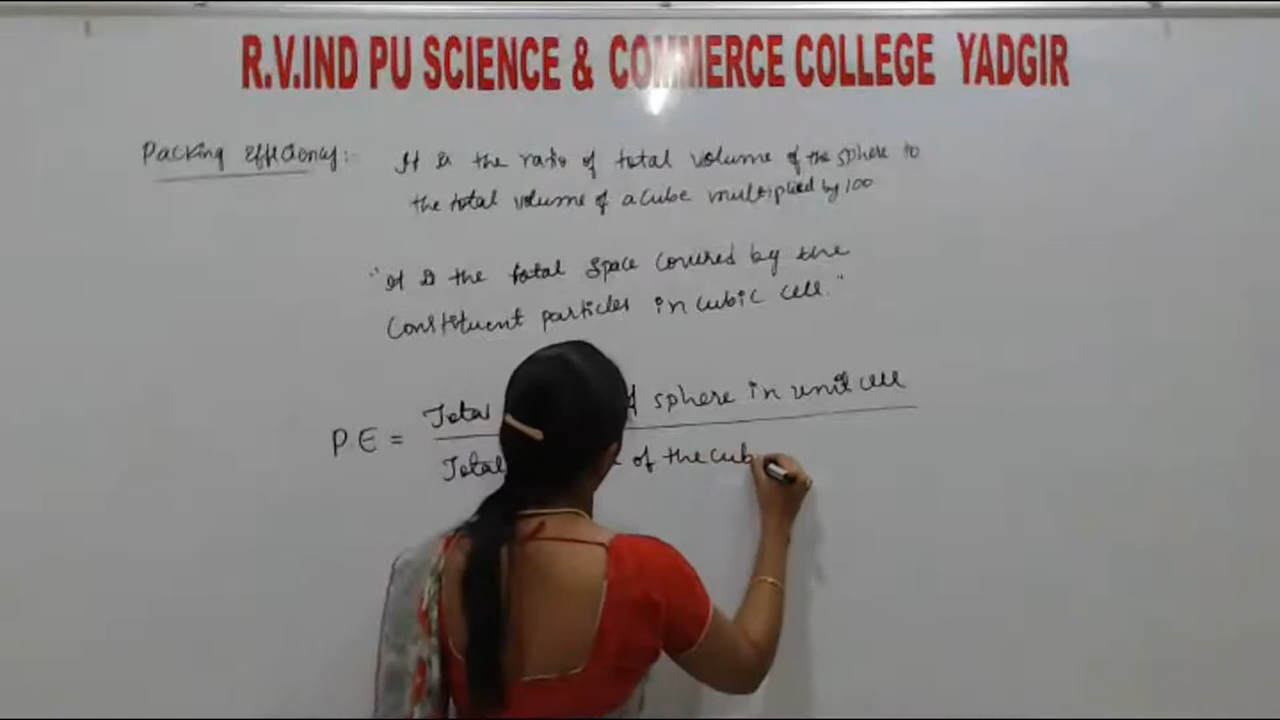 R.V.IND PU SCIENCE & COMMERCE COLLEGE YADGIR
Packing Efficiency:- It is the ratio of total volume of the sphere to
the total volume of a cube multiplied by 100
"It is the total space covered by the
Constituent particles in cubic cell."
P.E = Total sphere in unit cell
Total of the cub